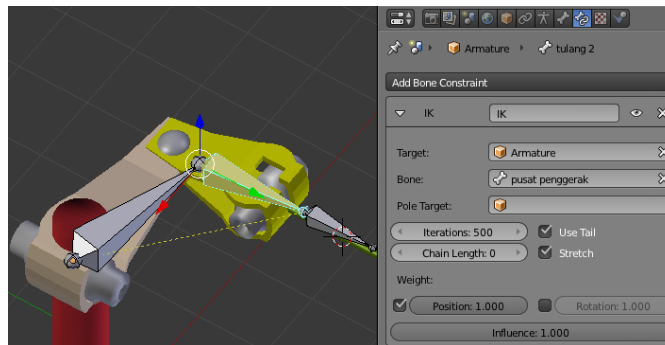 Armature
tulang 2
Add Bone Constraint
IK
IK
Target:
Armature
Bone:
pusat penggerak
Pole Target:
Iterations: 500
Use Tail
Chain Length: 0
Stretch
Weight:
Position: 1.000
Rotation: 1.000
Influence: 1.000